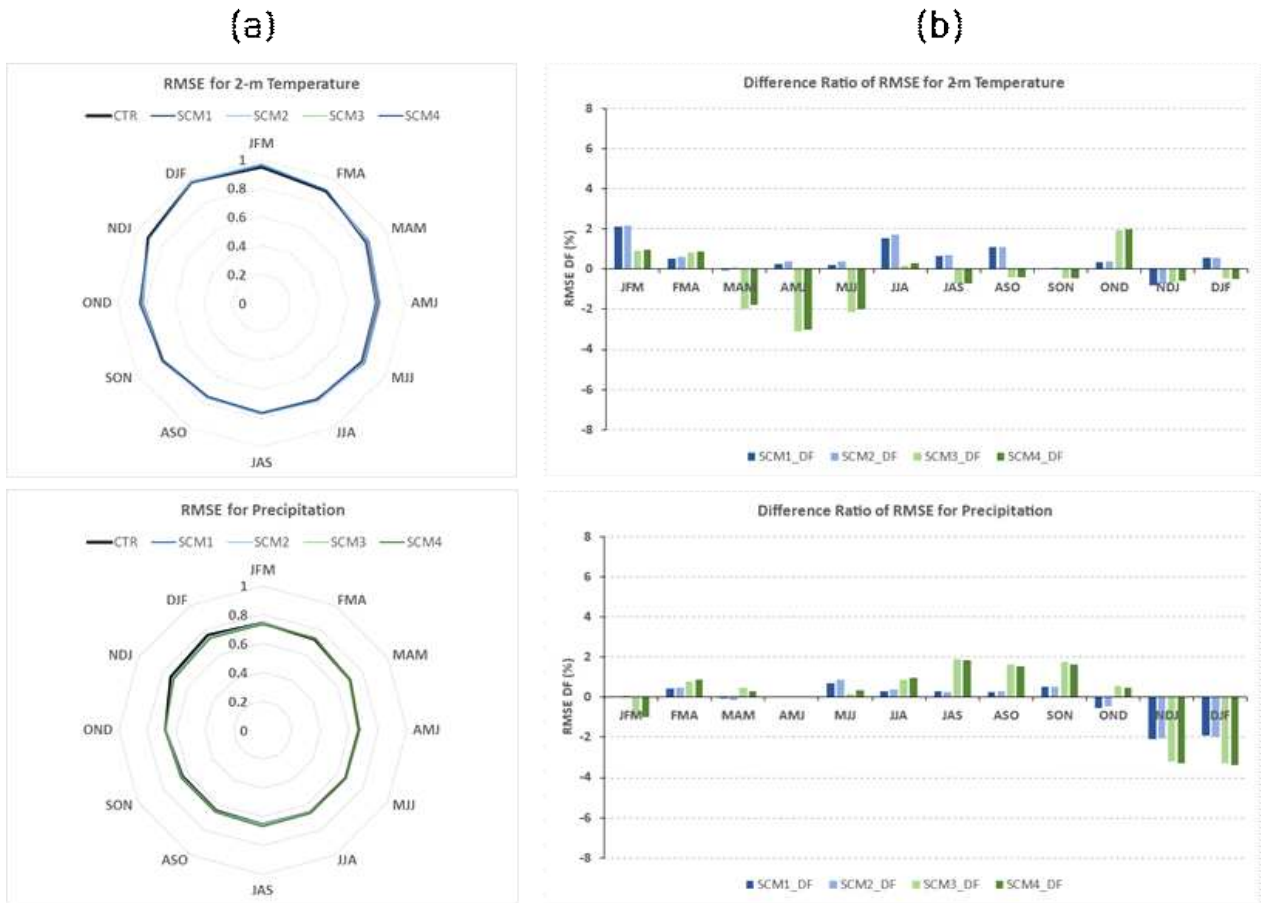 (a)
(b)
RMSE for 2-m Temperature
CTR SCM1 SCM2 SCM3 SCM4
JFM
FMA
MAM
AMJ
MJJ
JJA
JAS
ASO
SON
OND
NDJ
DJF
1
0.8
0.6
0.4
0.2
0
Difference Ratio of RMSE for 2-m Temperature
RMSE DF (%)
8
6
4
2
0
-2
-4
-6
-8
JFM FMA MAM AMJ MJJ JJA JAS ASO SON OND NDJ DJF
SCM1_DF SCM2_DF SCM3_DF SCM4_DF
RMSE for Precipitation
CTR SCM1 SCM2 SCM3 SCM4
JFM
FMA
MAM
AMJ
MJJ
JJA
JAS
ASO
SON
OND
NDJ
DJF
1
0.8
0.6
0.4
0.2
0
Difference Ratio of RMSE for Precipitation
RMSE DF (%)
8
6
4
2
0
-2
-4
-6
-8
JFM FMA MAM AMJ MJJ JJA JAS ASO SON OND NDJ DJF
SCM1_DF SCM2_DF SCM3_DF SCM4_DF